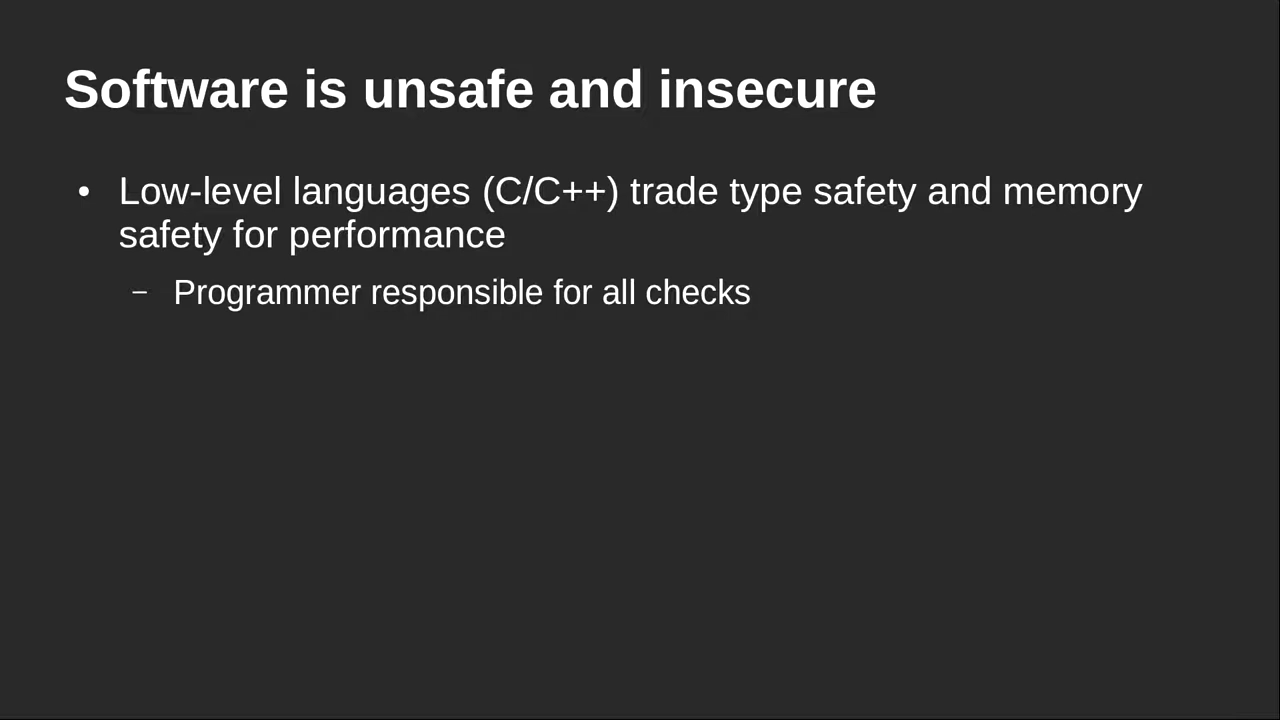 Software is unsafe and insecure
• Low-level languages (C/C++) trade type safety and memory
safety for performance
– Programmer responsible for all checks